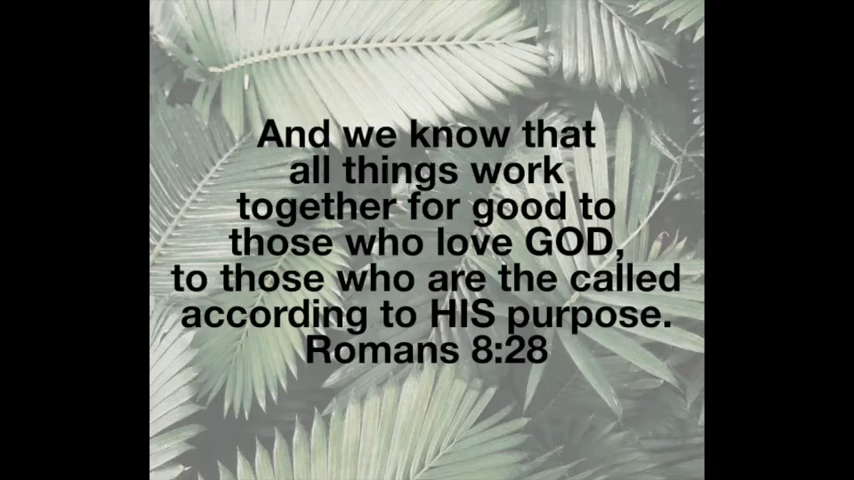 And we know that
all things work
together for good to
those who love GOD,
to those who are the called
according to HIS purpose.
Romans 8:28